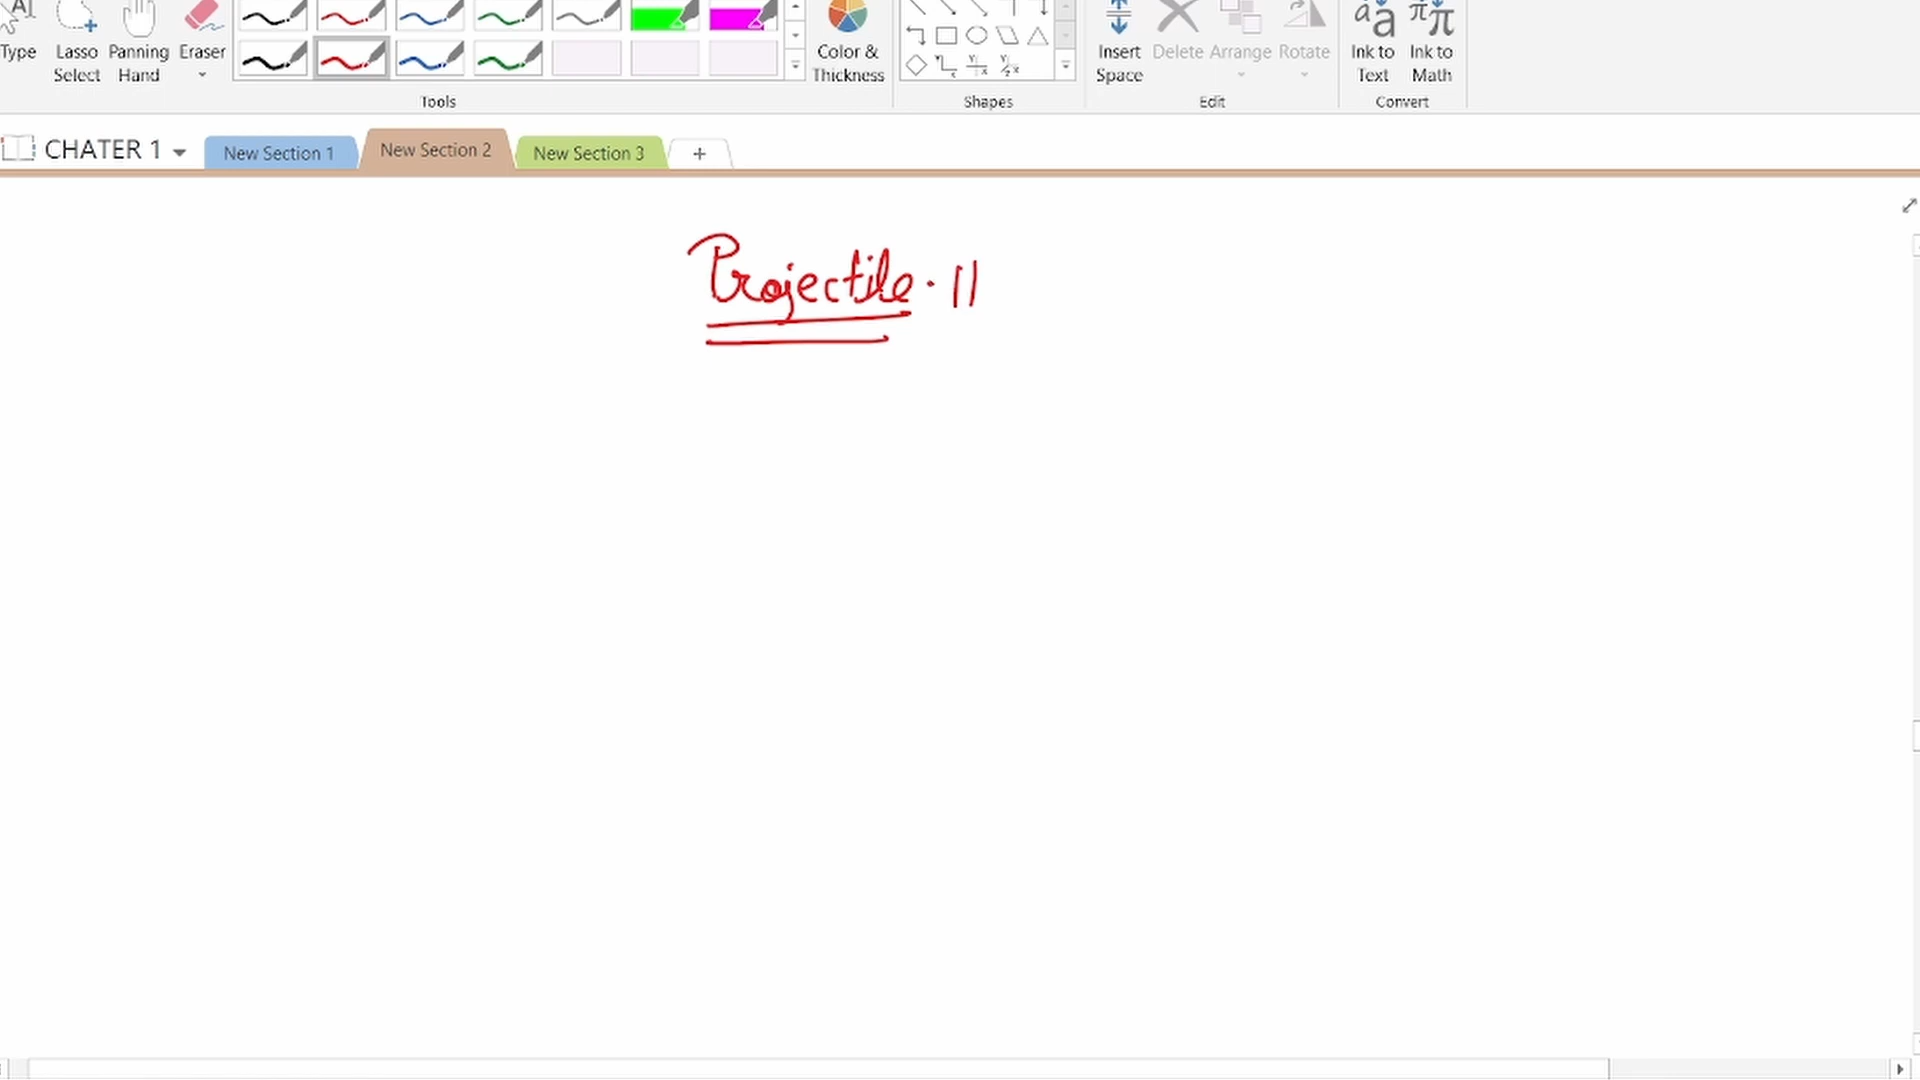 Type Lasso Select Panning Hand Eraser Color & Thickness Insert Space Delete Arrange Rotate Ink to Text Ink to Math
Tools Shapes Edit Convert
CHATER 1 New Section 1 New Section 2 New Section 3 +
Projectile. 11